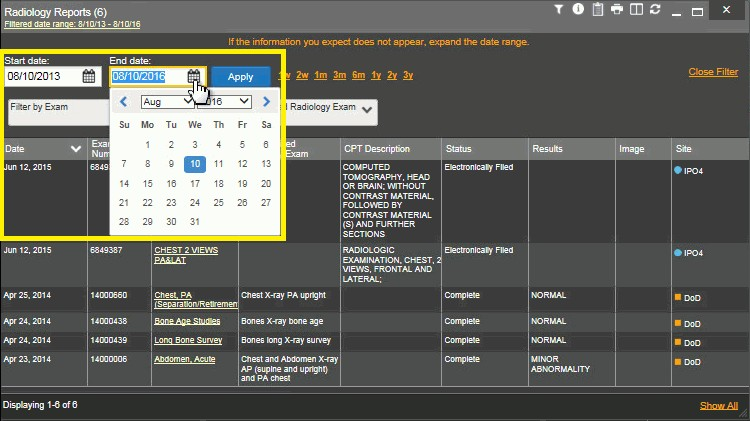 Radiology Reports (6)
Filtered date range: 8/10/13 - 8/10/16
If the information you expect does not appear, expand the date range.
Start date:
End date:
08/10/2013
08/10/2016
Apply
1m 3m 6m 1y 2y 3y
Close Filter
Filter by Exam
Radiology Exam
Aug
2016
Su Mo Tu We Th Fr Sa
1 2 3 4 5 6
7 8 9 10 11 12 13
14 15 16 17 18 19 20
21 22 23 24 25 26 27
28 29 30 31
Date
CPT Description
Status
Results
Image
Site
Jun 12, 2015
COMPUTED
TOMOGRAPHY, HEAD
OR BRAIN; WITHOUT
CONTRAST MATERIAL,
FOLLOWED BY
CONTRAST MATERIAL
(S) AND FURTHER
SECTIONS
Electronically Filed
IPO4
Jun 12, 2015
6849387
CHEST 2 VIEWS
PA&LAT
RADIOLOGIC
EXAMINATION, CHEST, 2
VIEWS, FRONTAL AND
LATERAL;
Electronically Filed
IPO4
Apr 25, 2014
14000660
Chest, PA
(Separation/Retiremen
Chest X-ray PA upright
Complete
NORMAL
DoD
Apr 24, 2014
14000438
Bone Age Studies
Bones X-ray bone age
Complete
NORMAL
DoD
Apr 24, 2014
14000439
Long Bone Survey
Bones long X-ray survey
Complete
NORMAL
DoD
Apr 23, 2014
14000006
Abdomen, Acute
Chest and Abdomen X-ray
AP (supine and upright)
and PA chest
Complete
MINOR
ABNORMALITY
DoD
Displaying 1-6 of 6
Show All